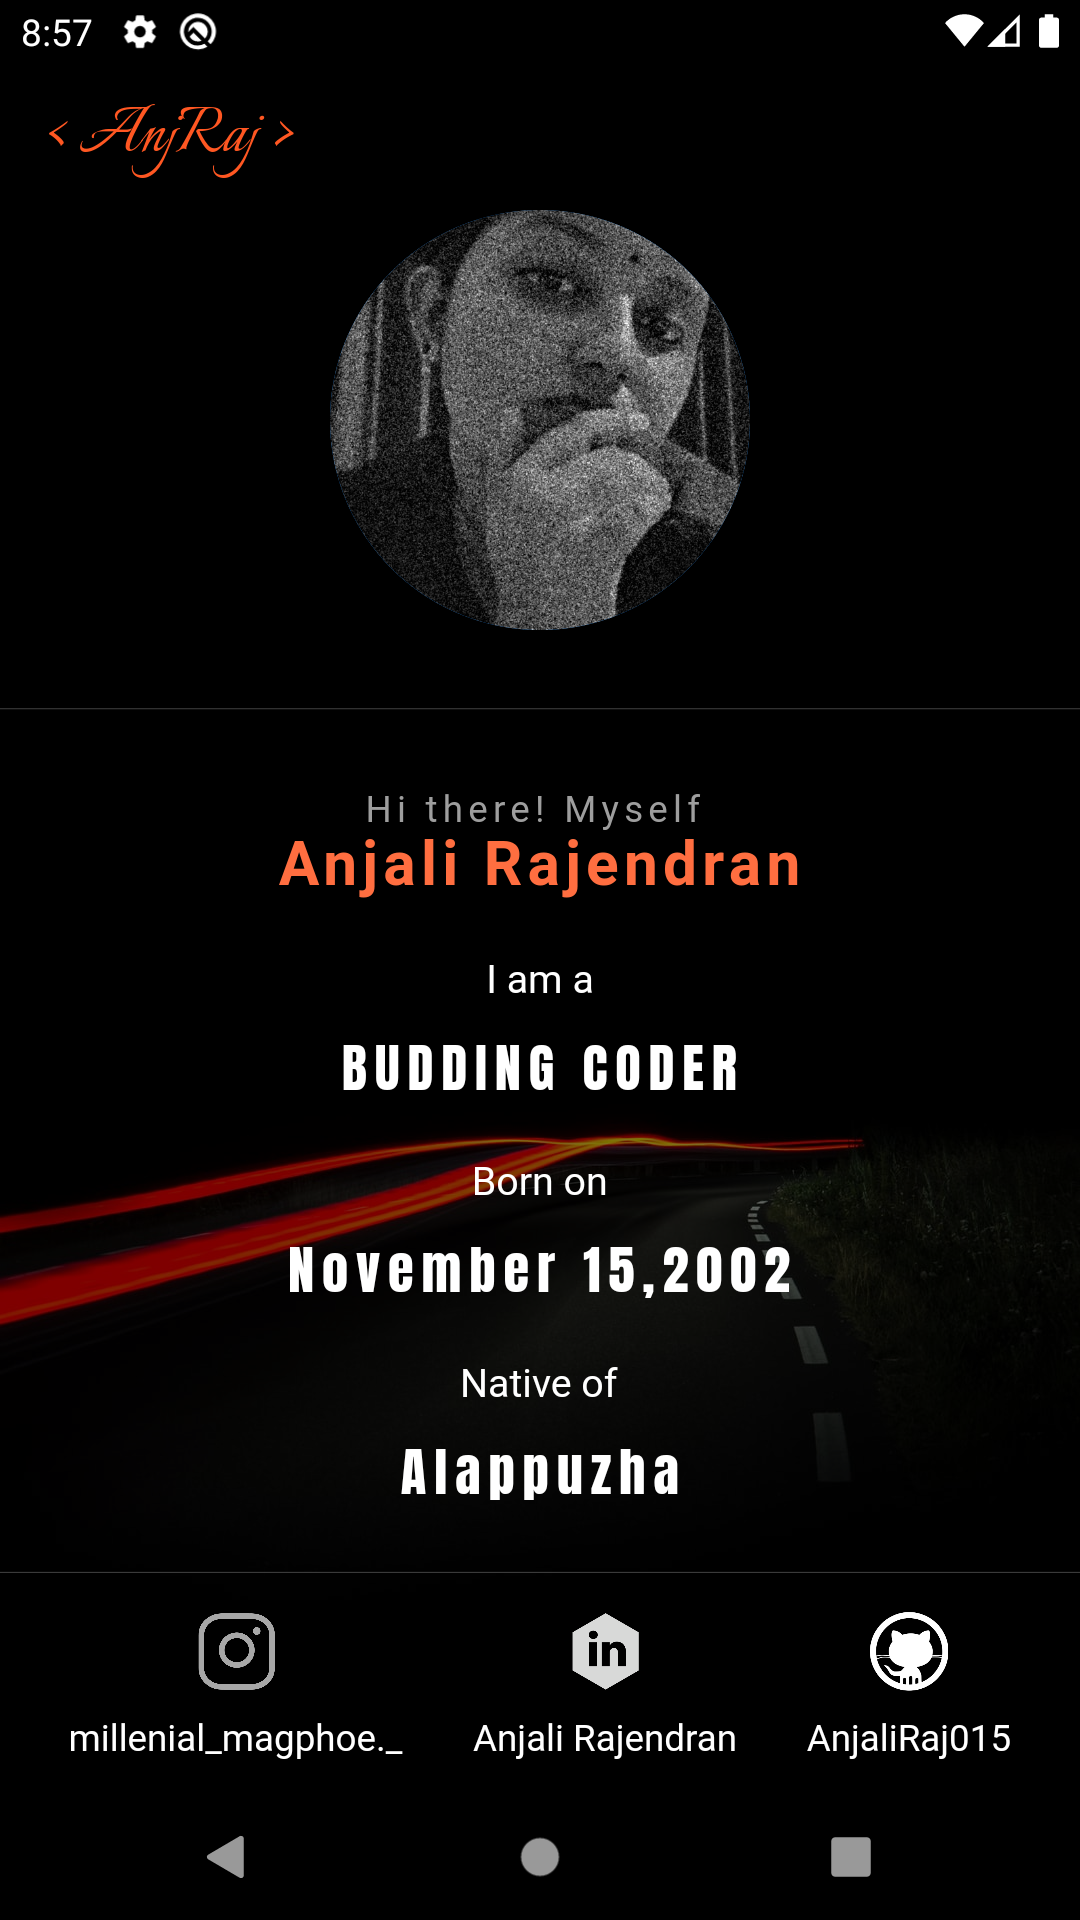 8:57
< AnjRaj >
Hi there! Myself
Anjali Rajendran
I am a
BUDDING CODER
Born on
November 15,2002
Native of
Alappuzha
in
millenial_magphoe._ Anjali Rajendran AnjaliRaj015